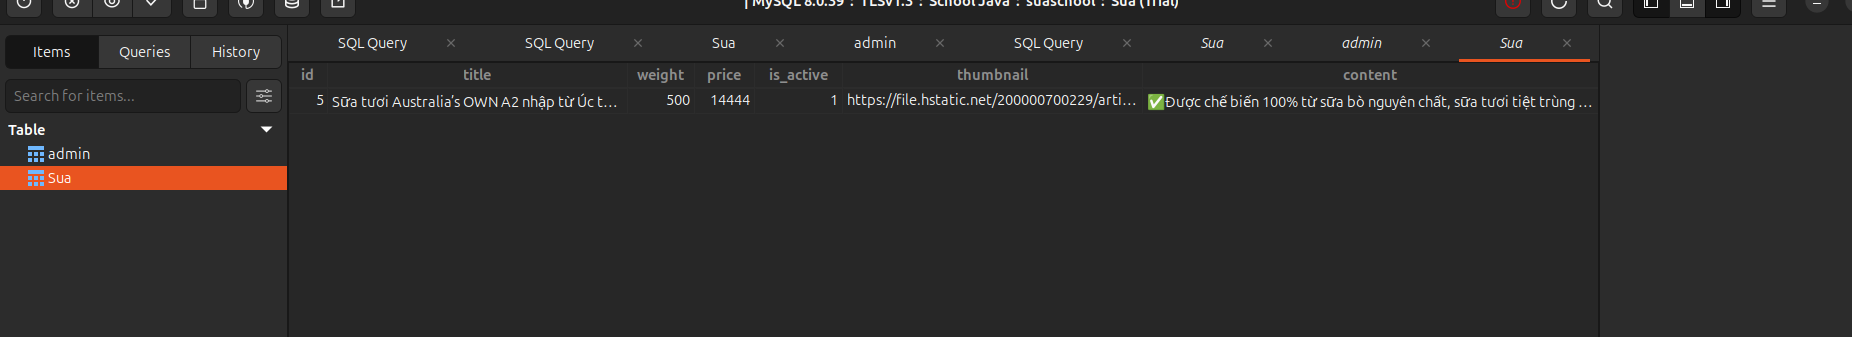 | MySQL 8.0.39 : TLSv1.3 : School Java : suaschool : Sua (Trial)
Items Queries History
SQL Query SQL Query Sua admin SQL Query Sua admin Sua
id title weight price is_active thumbnail content
Search for items...
5 Sữa tươi Australia's OWN A2 nhập từ Úc t… 500 14444 1 https://file.hstatic.net/200000700229/arti… ✅Được chế biến 100% từ sữa bò nguyên chất, sữa tươi tiệt trùng …
Table
admin
Sua